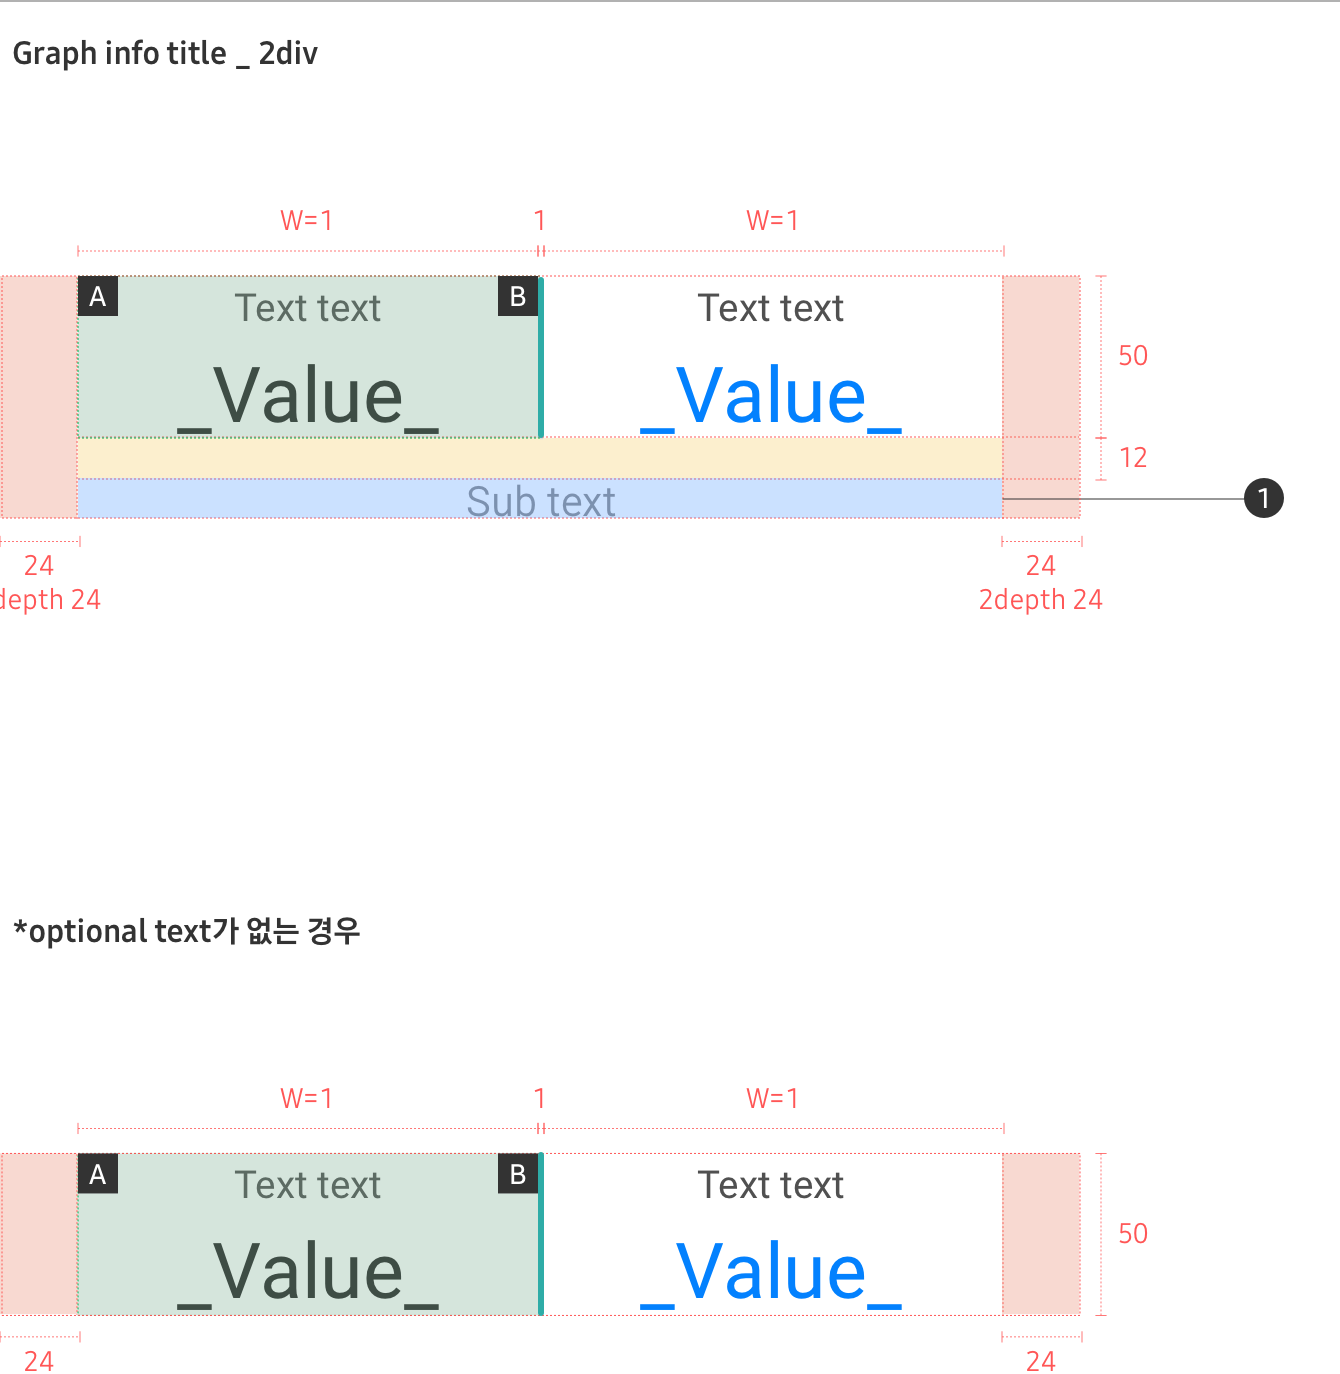 Graph info title _ 2div
W=1 1 W=1
A Text text B Text text
_Value_ _Value_
50
12
Sub text
1
24 24
depth 24 2depth 24
*optional text가 없는 경우
W=1 1 W=1
A Text text B Text text
50
_Value_ _Value_
24 24